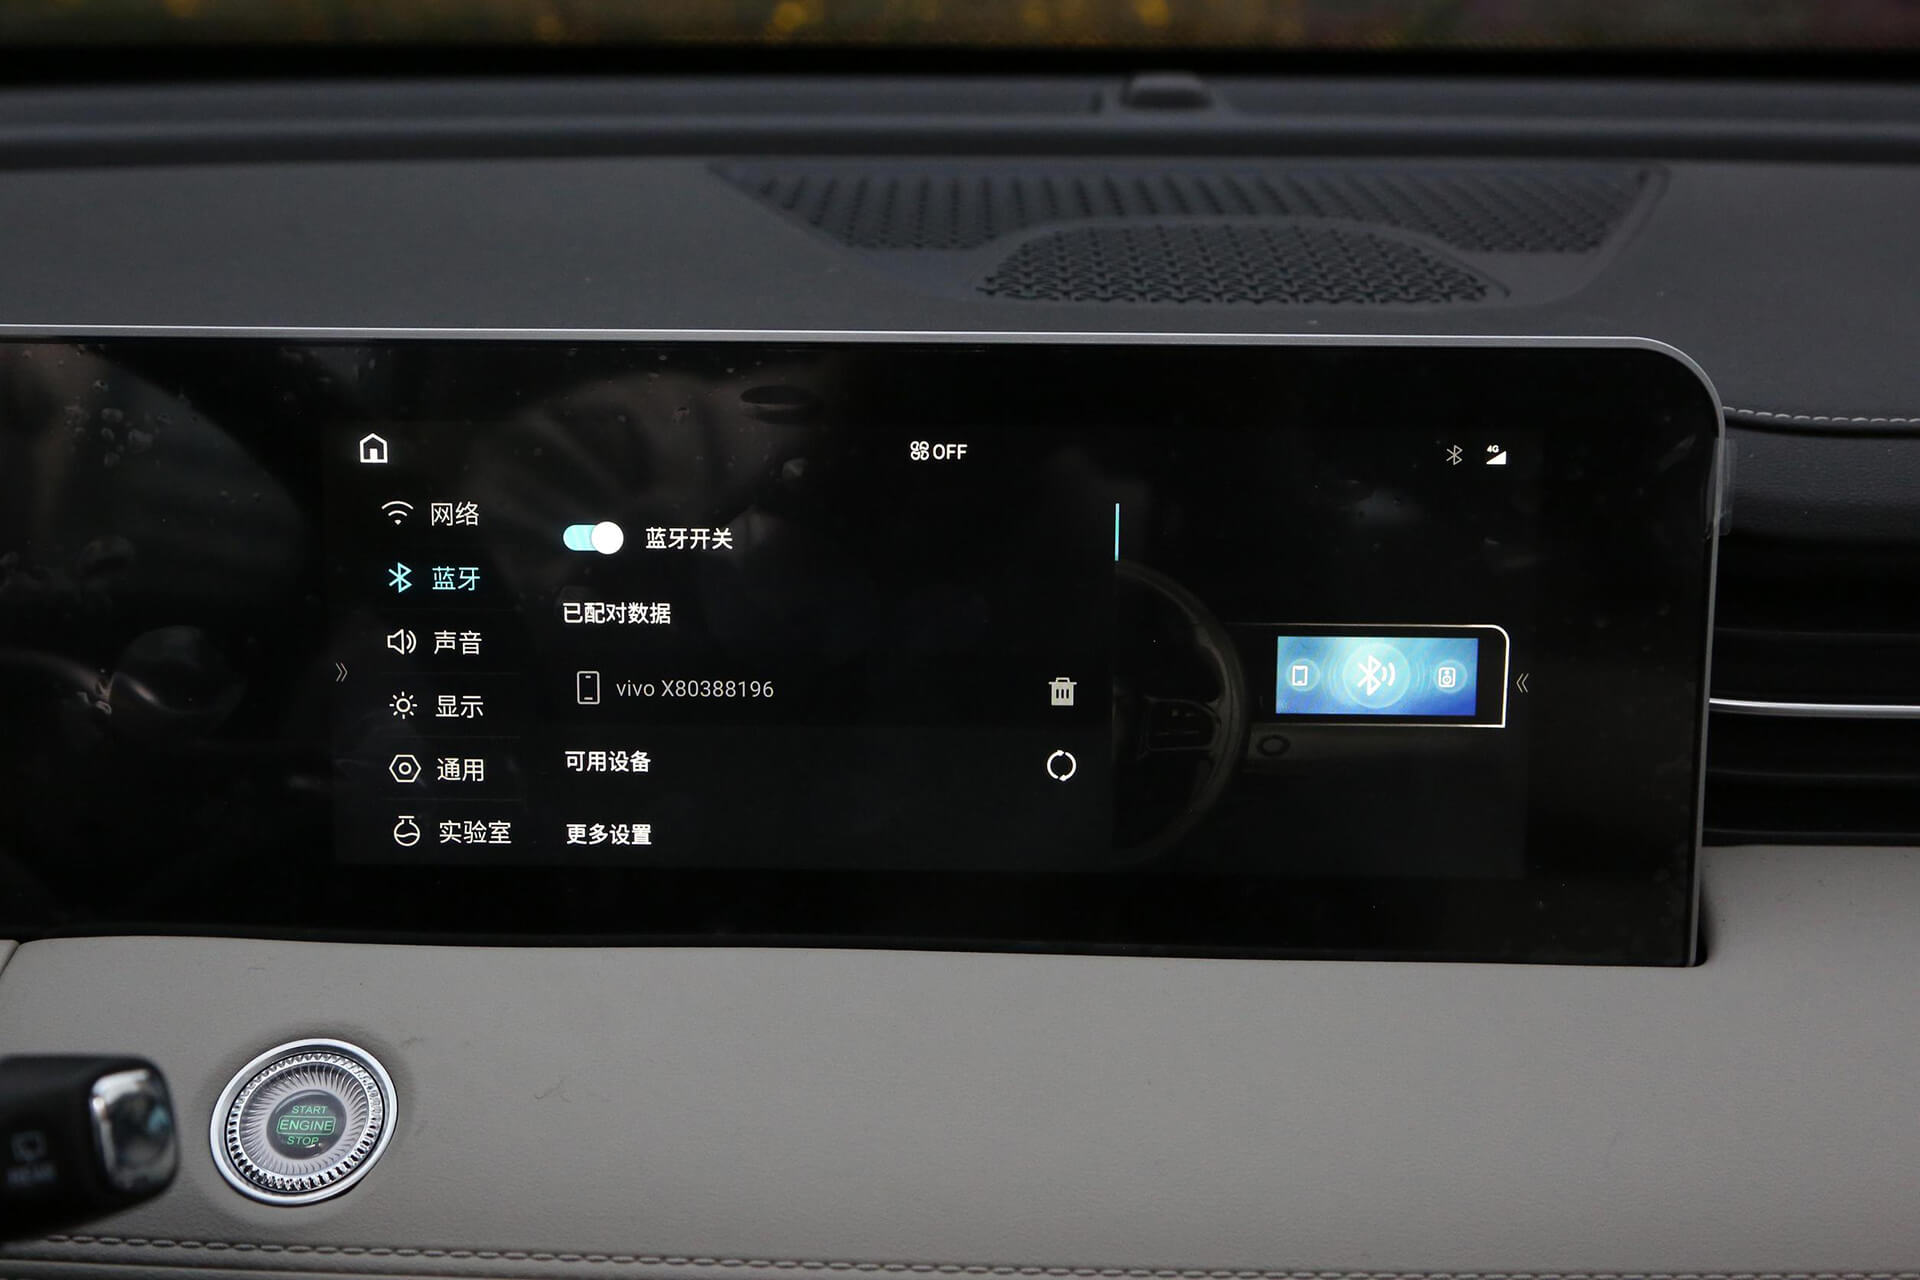 OFF
4G
网络
蓝牙
声音
显示
通用
实验室
蓝牙开关
已配对数据
vivo X80388196
可用设备
更多设置
START
ENGINE
STOP